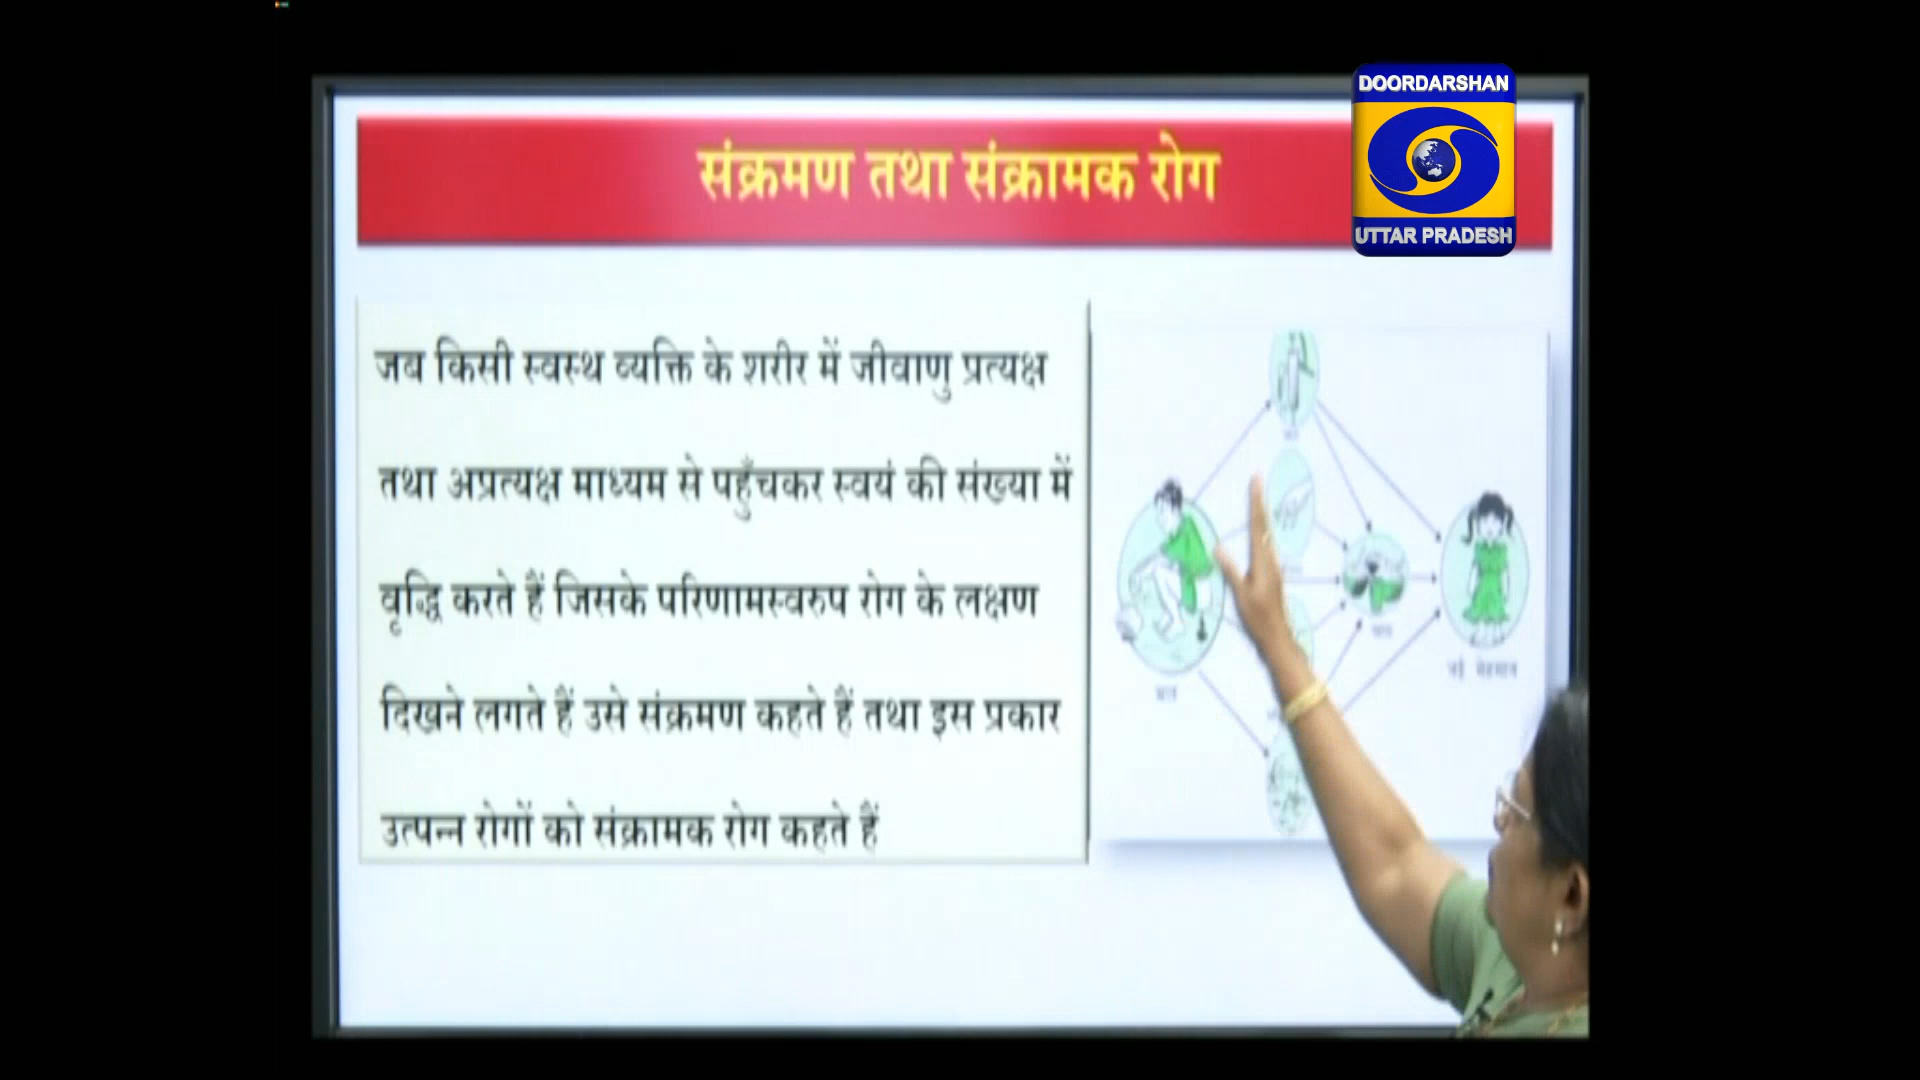 DOORDARSHAN
UTTAR PRADESH
संक्रमण तथा संक्रामक रोग
जब किसी स्वस्थ व्यक्ति के शरीर में जीवाणु प्रत्यक्ष
तथा अप्रत्यक्ष माध्यम से पहुँचकर स्वयं की संख्या में
वृद्धि करते हैं जिसके परिणामस्वरुप रोग के लक्षण
दिखने लगते हैं उसे संक्रमण कहते हैं तथा इस प्रकार
उत्पन्न रोगों को संक्रामक रोग कहते हैं